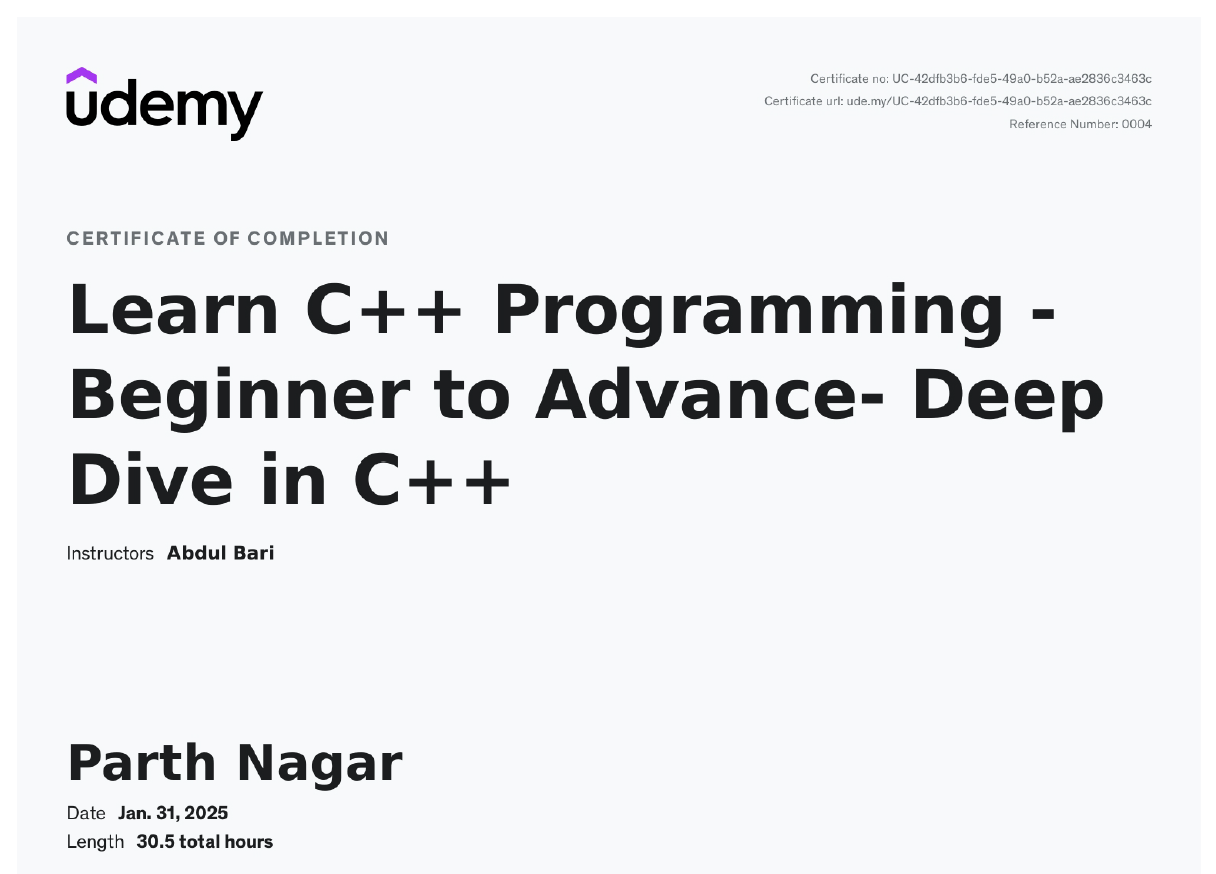 udemy
Certificate no: UC-42dfb3b6-fde5-49a0-b52a-ae2836c3463c
Certificate url: ude.my/UC-42dfb3b6-fde5-49a0-b52a-ae2836c3463c
Reference Number: 0004
CERTIFICATE OF COMPLETION
Learn C++ Programming -
Beginner to Advance- Deep
Dive in C++
Instructors Abdul Bari
Parth Nagar
Date Jan. 31, 2025
Length 30.5 total hours